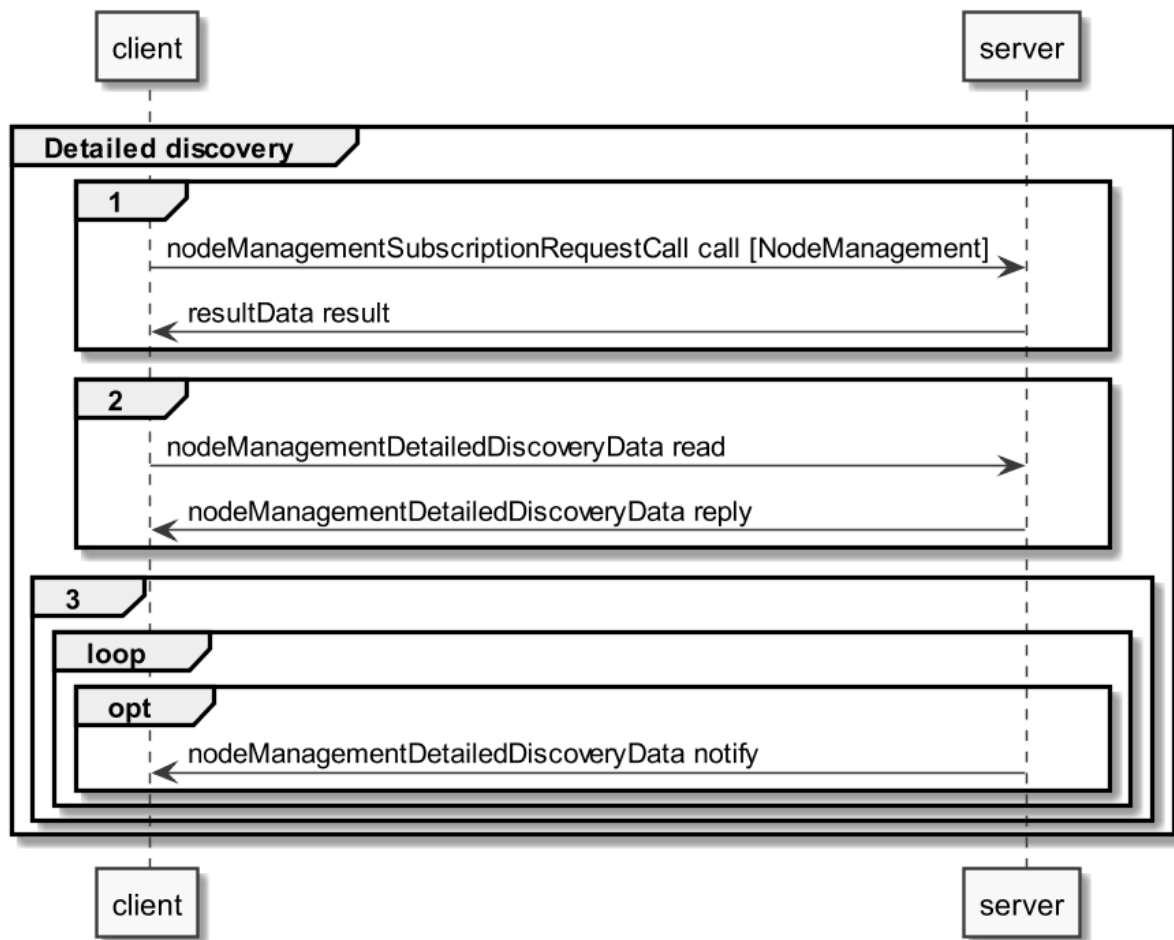 client
server
Detailed discovery
1
nodeManagementSubscriptionRequestCall call [NodeManagement]
resultData result
2
nodeManagementDetailedDiscoveryData read
nodeManagementDetailedDiscoveryData reply
3
loop
opt
nodeManagementDetailedDiscoveryData notify
client
server